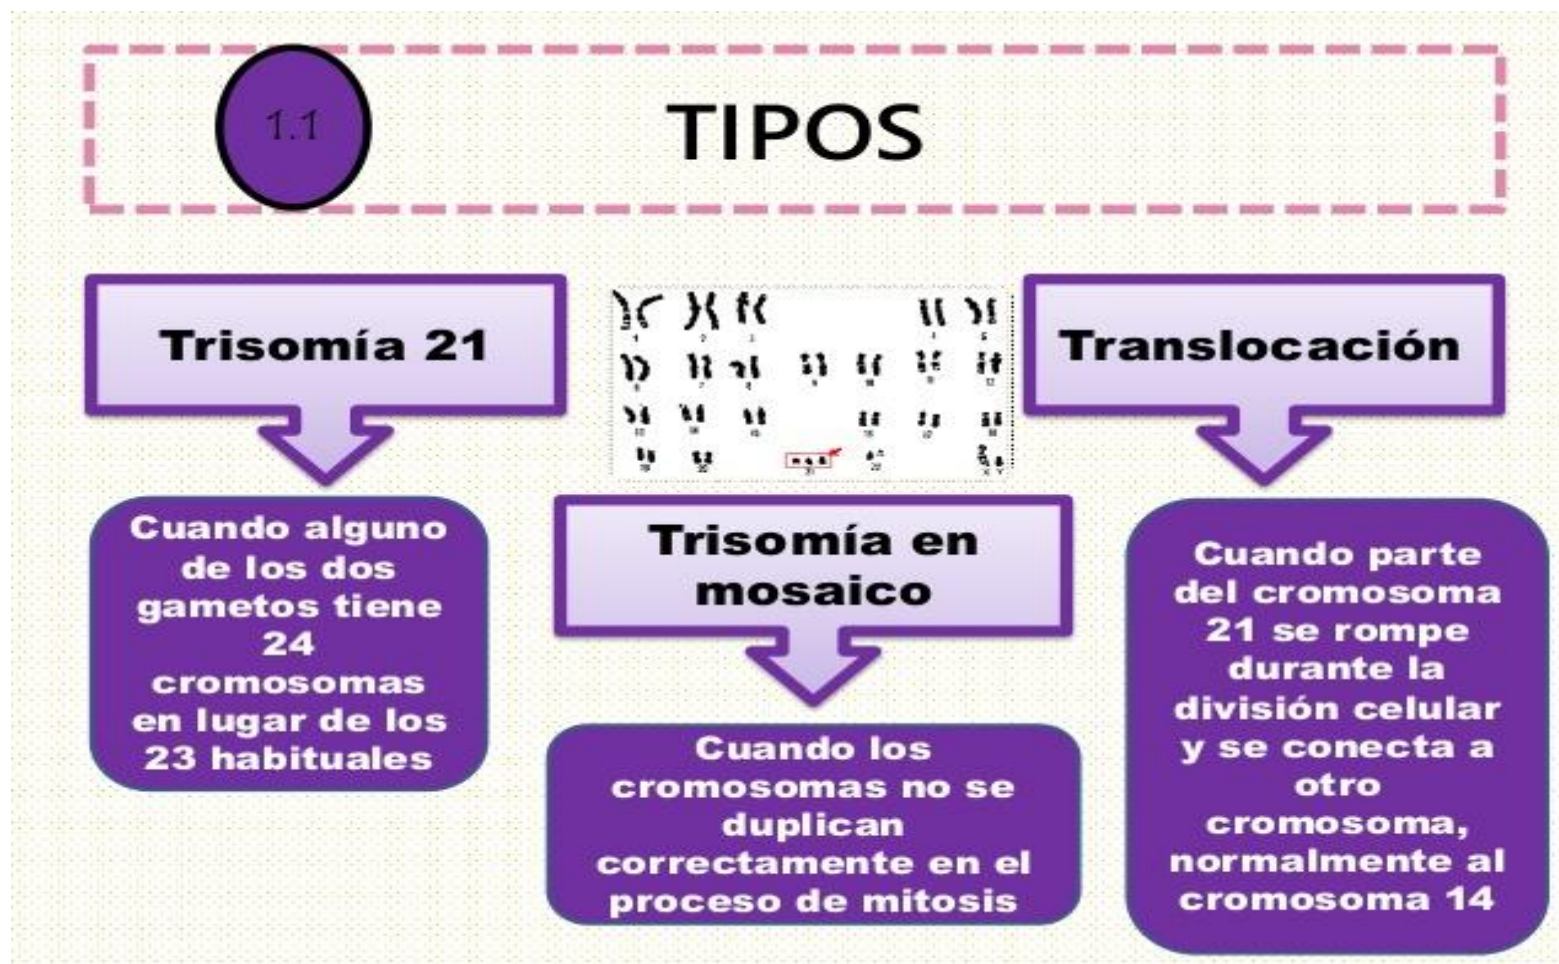 1.1
TIPOS
Trisomía 21
Cuando alguno
de los dos
gametos tiene
24
cromosomas
en lugar de los
23 habituales
Trisomía en
mosaico
Cuando los
cromosomas no se
duplican
correctamente en el
proceso de mitosis
Translocación
Cuando parte
del cromosoma
21 se rompe
durante la
división celular
y se conecta a
otro
cromosoma,
normalmente al
cromosoma 14